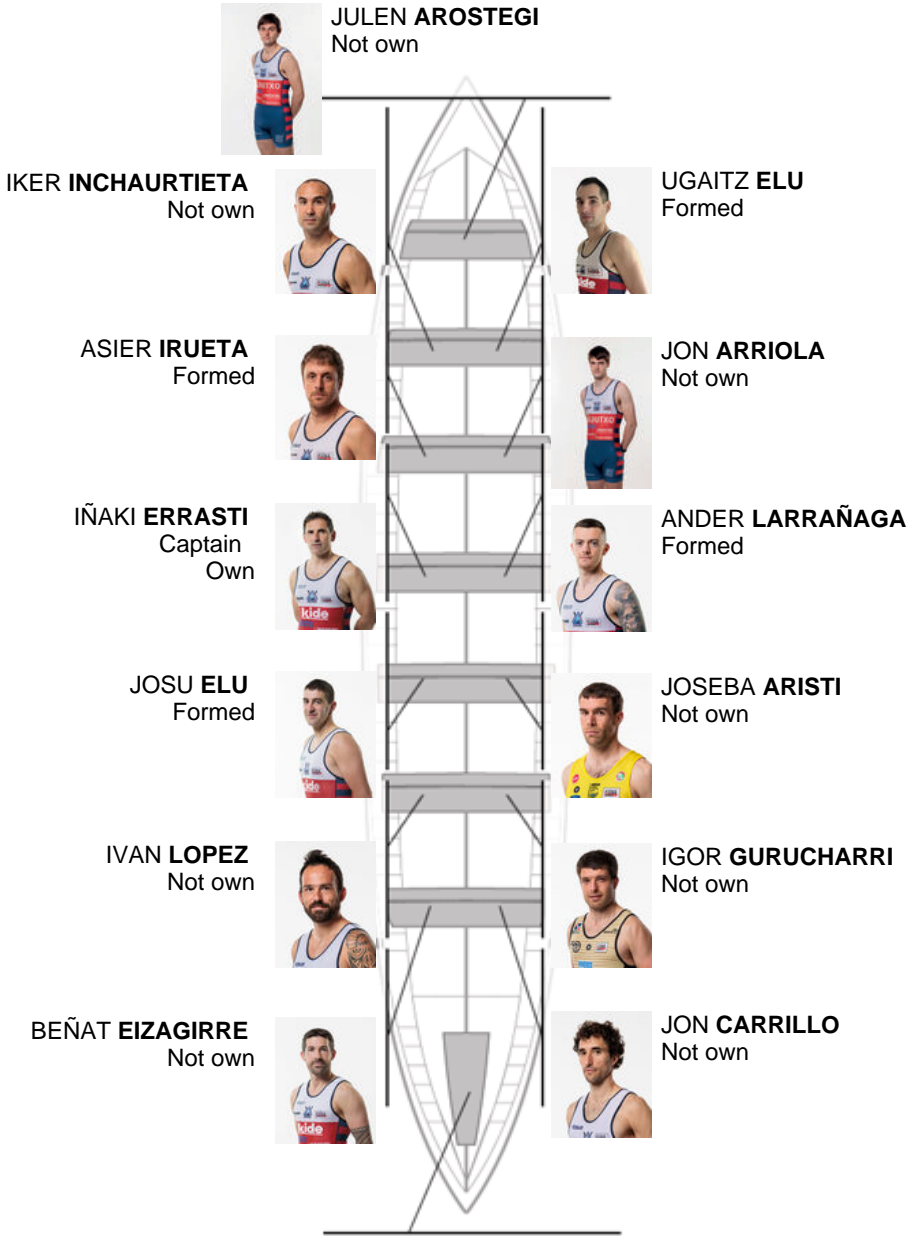 JULEN AROSTEGI
Not own
IKER INCHAURTIETA
Not own
UGAITZ ELU
Formed
ASIER IRUETA
Formed
JON ARRIOLA
Not own
IÑAKI ERRASTI
Captain
Own
ANDER LARRAÑAGA
Formed
kide
JOSU ELU
Formed
JOSEBA ARISTI
Not own
IVAN LOPEZ
Not own
IGOR GURUCHARRI
Not own
BEÑAT EIZAGIRRE
Not own
kide
JON CARRILLO
Not own